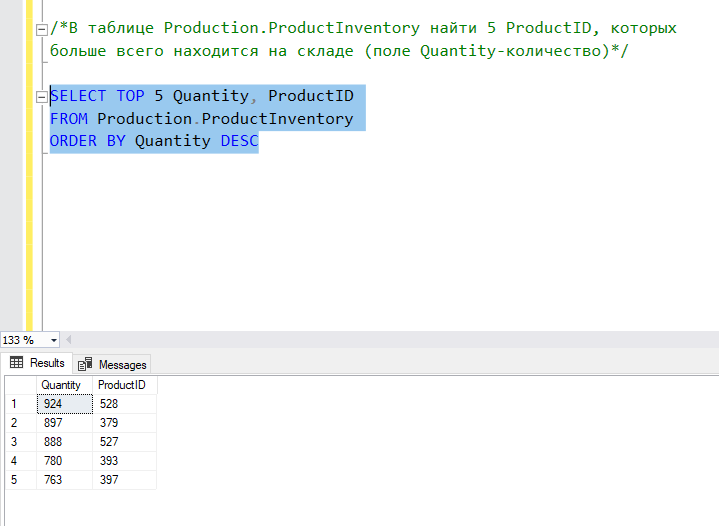 /*В таблице Production.ProductInventory найти 5 ProductID, которых
больше всего находится на складе (поле Quantity-количество)*/
SELECT TOP 5 Quantity, ProductID
FROM Production.ProductInventory
ORDER BY Quantity DESC
133 %
Results Messages
Quantity ProductID
1 924 528
2 897 379
3 888 527
4 780 393
5 763 397